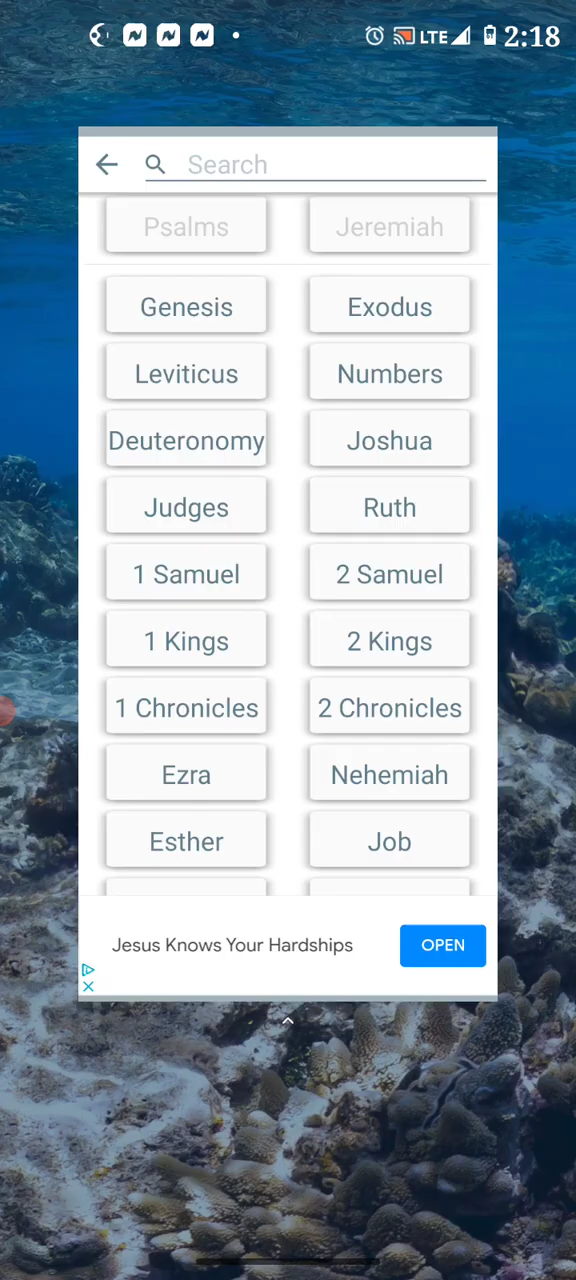 LTE 2:18
Search
Psalms Jeremiah
Genesis Exodus
Leviticus Numbers
Deuteronomy Joshua
Judges Ruth
1 Samuel 2 Samuel
1 Kings 2 Kings
1 Chronicles 2 Chronicles
Ezra Nehemiah
Esther Job
Jesus Knows Your Hardships OPEN